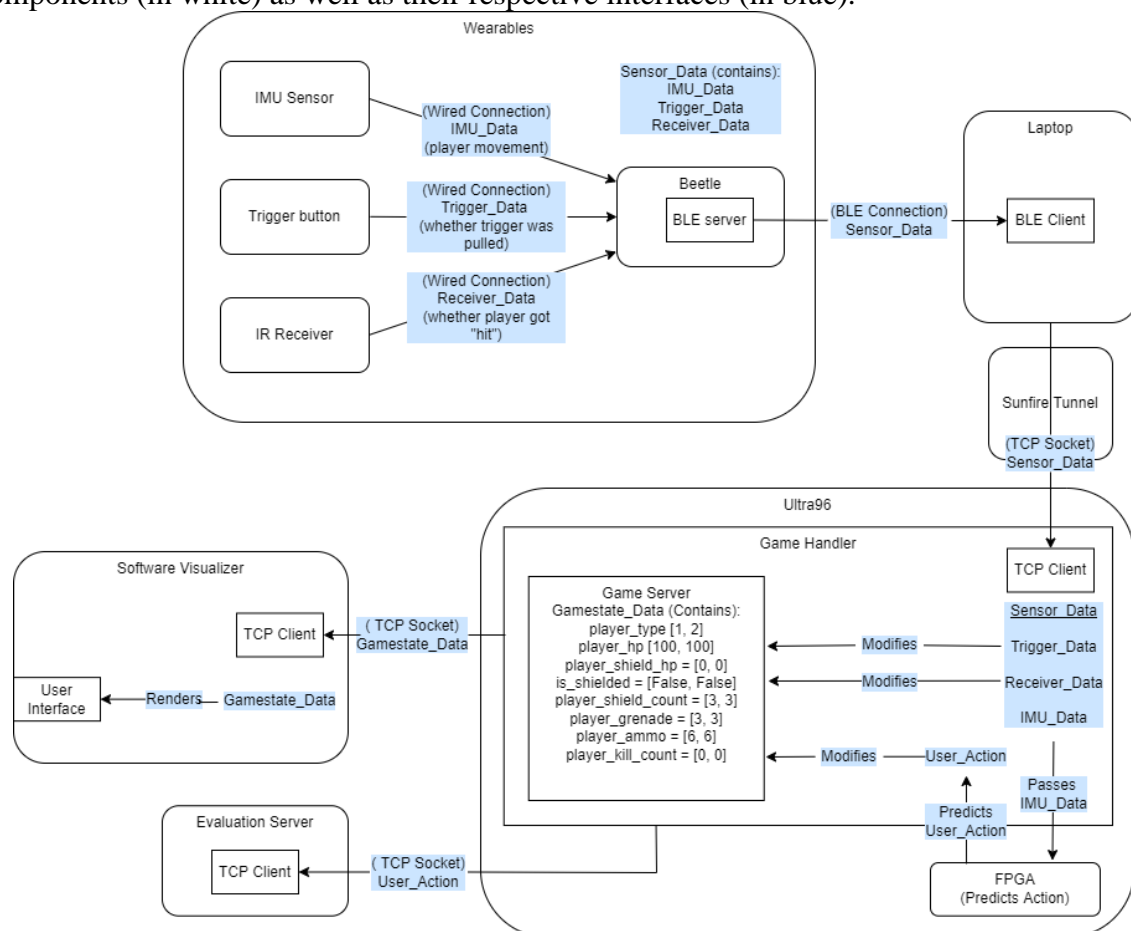 omponents (in white) as well as their respective interfaces (in blue).
Wearables
IMU Sensor
(Wired Connection)
IMU_Data
(player movement)
Sensor_Data (contains):
IMU_Data
Trigger_Data
Receiver_Data
Trigger button
(Wired Connection)
Trigger_Data
(whether trigger was
pulled)
Beetle
BLE server
IR Receiver
(Wired Connection)
Receiver_Data
(whether player got
"hit")
(BLE Connection)
Sensor_Data
Laptop
BLE Client
Sunfire Tunnel
(TCP Socket)
Sensor_Data
Ultra96
Game Handler
TCP Client
Sensor_Data
Trigger_Data
Receiver_Data
IMU_Data
Modifies
Modifies
Game Server
Gamestate_Data (Contains):
player_type [1, 2]
player_hp [100, 100]
player_shield_hp = [0, 0]
is_shielded = [False, False]
player_shield_count = [3, 3]
player_grenade = [3, 3]
player_ammo = [6, 6]
player_kill_count = [0, 0]
Modifies
User_Action
Predicts
User_Action
Passes
IMU_Data
FPGA
(Predicts Action)
Software Visualizer
TCP Client
( TCP Socket)
Gamestate_Data
User
Interface
Renders
Gamestate_Data
Evaluation Server
TCP Client
( TCP Socket)
User_Action